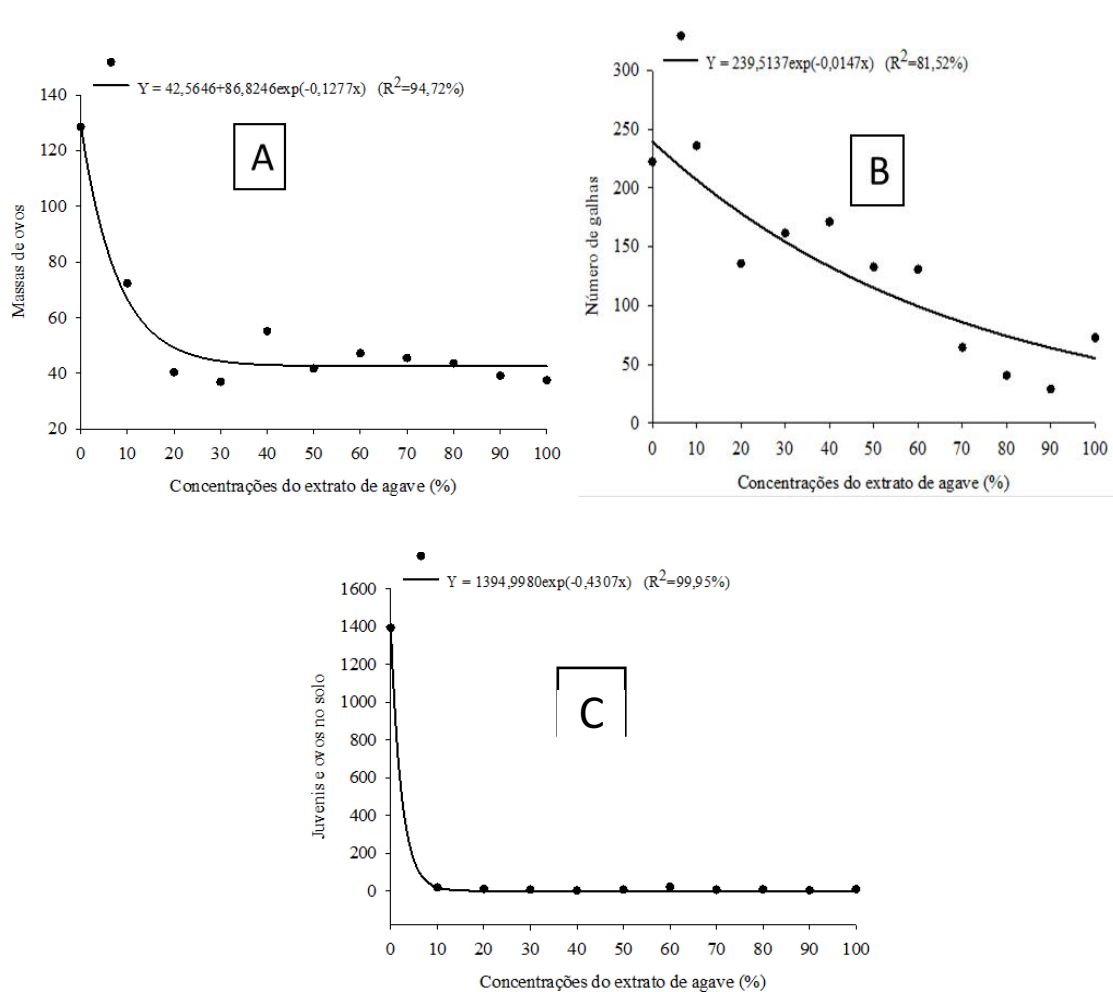 Y = 42,5646+86,8246exp(-0,1277x) (R2=94,72%)
140
120
100
80
60
40
20
Massas de ovos
A
0 10 20 30 40 50 60 70 80 90 100
Concentrações do extrato de agave (%)
Y = 239,5137exp(-0,0147x) (R2=81,52%)
300
250
200
150
100
50
0
Número de galhas
B
0 10 20 30 40 50 60 70 80 90 100
Concentrações do extrato de agave (%)
Y = 1394,9980exp(-0,4307x) (R2=99,95%)
1600
1400
1200
1000
800
600
400
200
0
Juvenis e ovos no solo
C
0 10 20 30 40 50 60 70 80 90 100
Concentrações do extrato de agave (%)